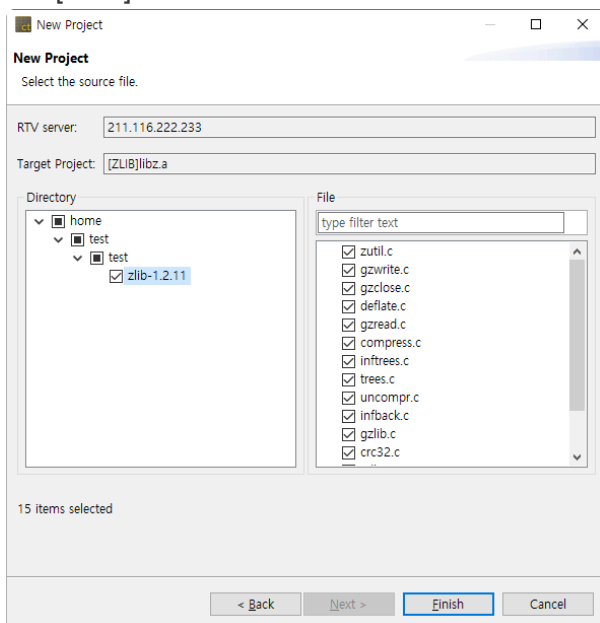 New Project
New Project
Select the source file.
RTV server: 211.116.222.233
Target Project: [ZLIB]libz.a
Directory
home
test
test
zlib-1.2.11
File
type filter text
zutil.c
gzwrite.c
gzclose.c
deflate.c
gzread.c
compress.c
inftrees.c
trees.c
uncompr.c
infback.c
gzlib.c
crc32.c
15 items selected
< Back Next > Finish Cancel